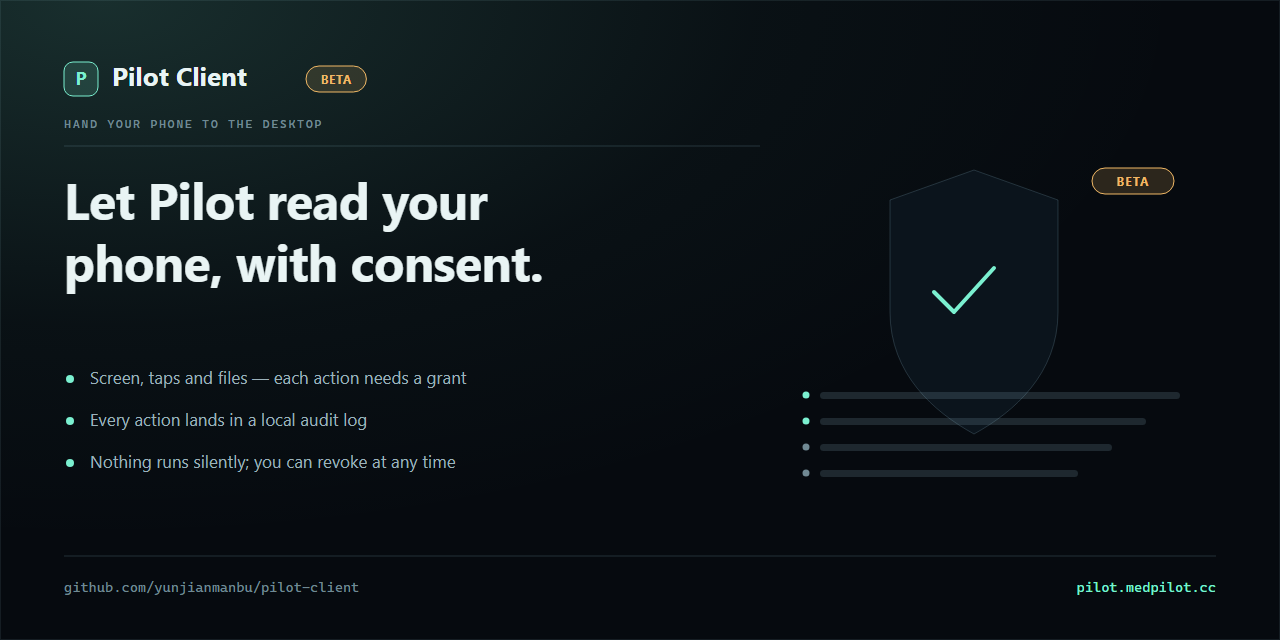 P Pilot Client BETA
HAND YOUR PHONE TO THE DESKTOP
Let Pilot read your
phone, with consent.
Screen, taps and files — each action needs a grant
Every action lands in a local audit log
Nothing runs silently; you can revoke at any time
BETA
github.com/yunjianmanbu/pilot-client
pilot.medpilot.cc